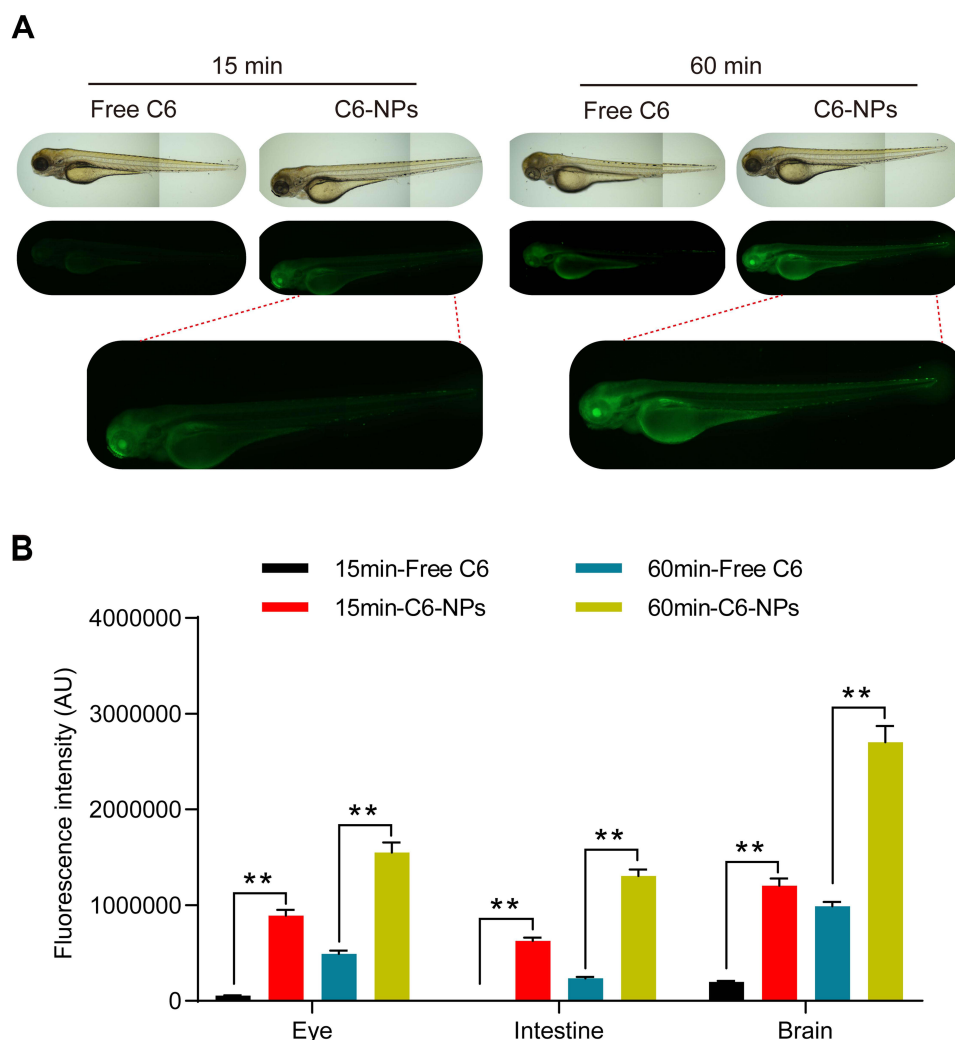 A
15 min 60 min
Free C6 C6-NPs Free C6 C6-NPs
B
15min-Free C6 60min-Free C6
15min-C6-NPs 60min-C6-NPs
Fluorescence intensity (AU)
4000000
3000000
2000000
1000000
0
** ** ** ** ** **
Eye Intestine Brain